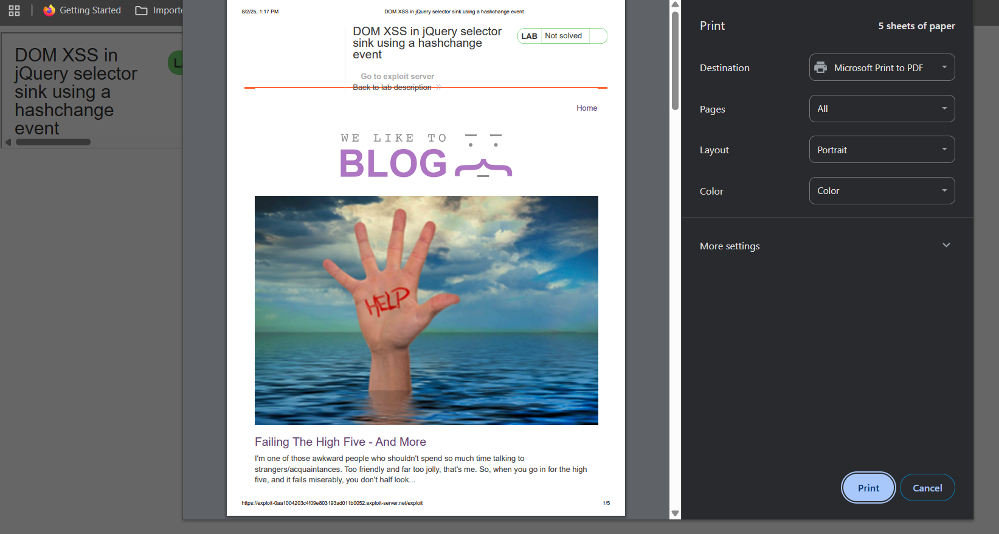 Getting Started
Importe
DOM XSS in
jQuery selector
sink using a
hashchange
event
8/2/25, 1:17 PM
DOM XSS in jQuery selector sink using a hashchange event
DOM XSS in jQuery selector
sink using a hashchange
event
LAB Not solved
Go to exploit server
Back to lab description
Home
WE LIKE TO
BLOG
HELP
Failing The High Five - And More
I'm one of those awkward people who shouldn't spend so much time talking to
strangers/acquaintances. Too friendly and far too jolly, that's me. So, when you go in for the high
five, and it fails miserably, you don't half look...
https://exploit-0aa1004203c4f09e803193ad011b0052.exploit-server.net/exploit
1/5
Print
5 sheets of paper
Destination
Microsoft Print to PDF
Pages
All
Layout
Portrait
Color
Color
More settings
Print
Cancel